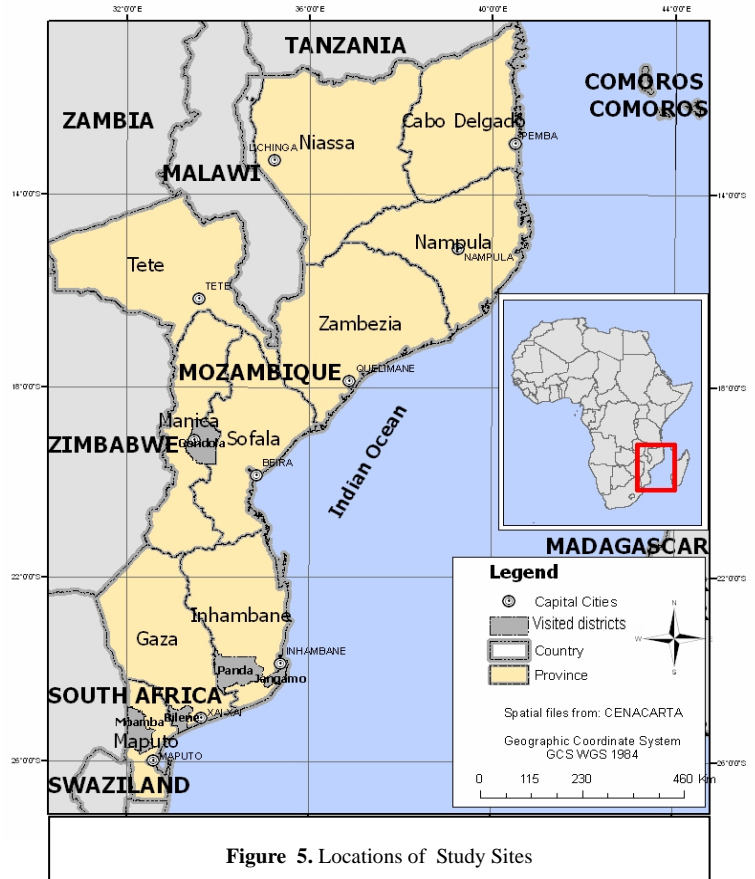 32°0'0"E 36°0'0"E 40°0'0"E 44°0'0"E
TANZANIA
COMOROS
COMOROS
ZAMBIA
Cabo Delgado
PEMBA
LICHINGA
Niassa
MALAWI
14°0'0"S 14°0'0"S
Nampula
NAMPULA
Tete
TETE
Zambezia
MOZAMBIQUE
QUELIMANE
18°0'0"S 18°0'0"S
Manica
ZIMBABWE
Gondola
Sofala
BEIRA
Indian Ocean
MADAGASCAR
22°0'0"S 22°0'0"S
Inhambane
Gaza
INHAMBANE
Panda
Jangamo
SOUTH AFRICA
XAI-XAI
Bilene
Moamba
Maputo
MAPUTO
26°0'0"S 26°0'0"S
SWAZILAND
Legend
Capital Cities
Visited districts
Country
Province
N
W E
S
Spatial files from: CENACARTA
Geographic Coordinate System
GCS WGS 1984
0 115 230 460 Km
Figure 5. Locations of Study Sites